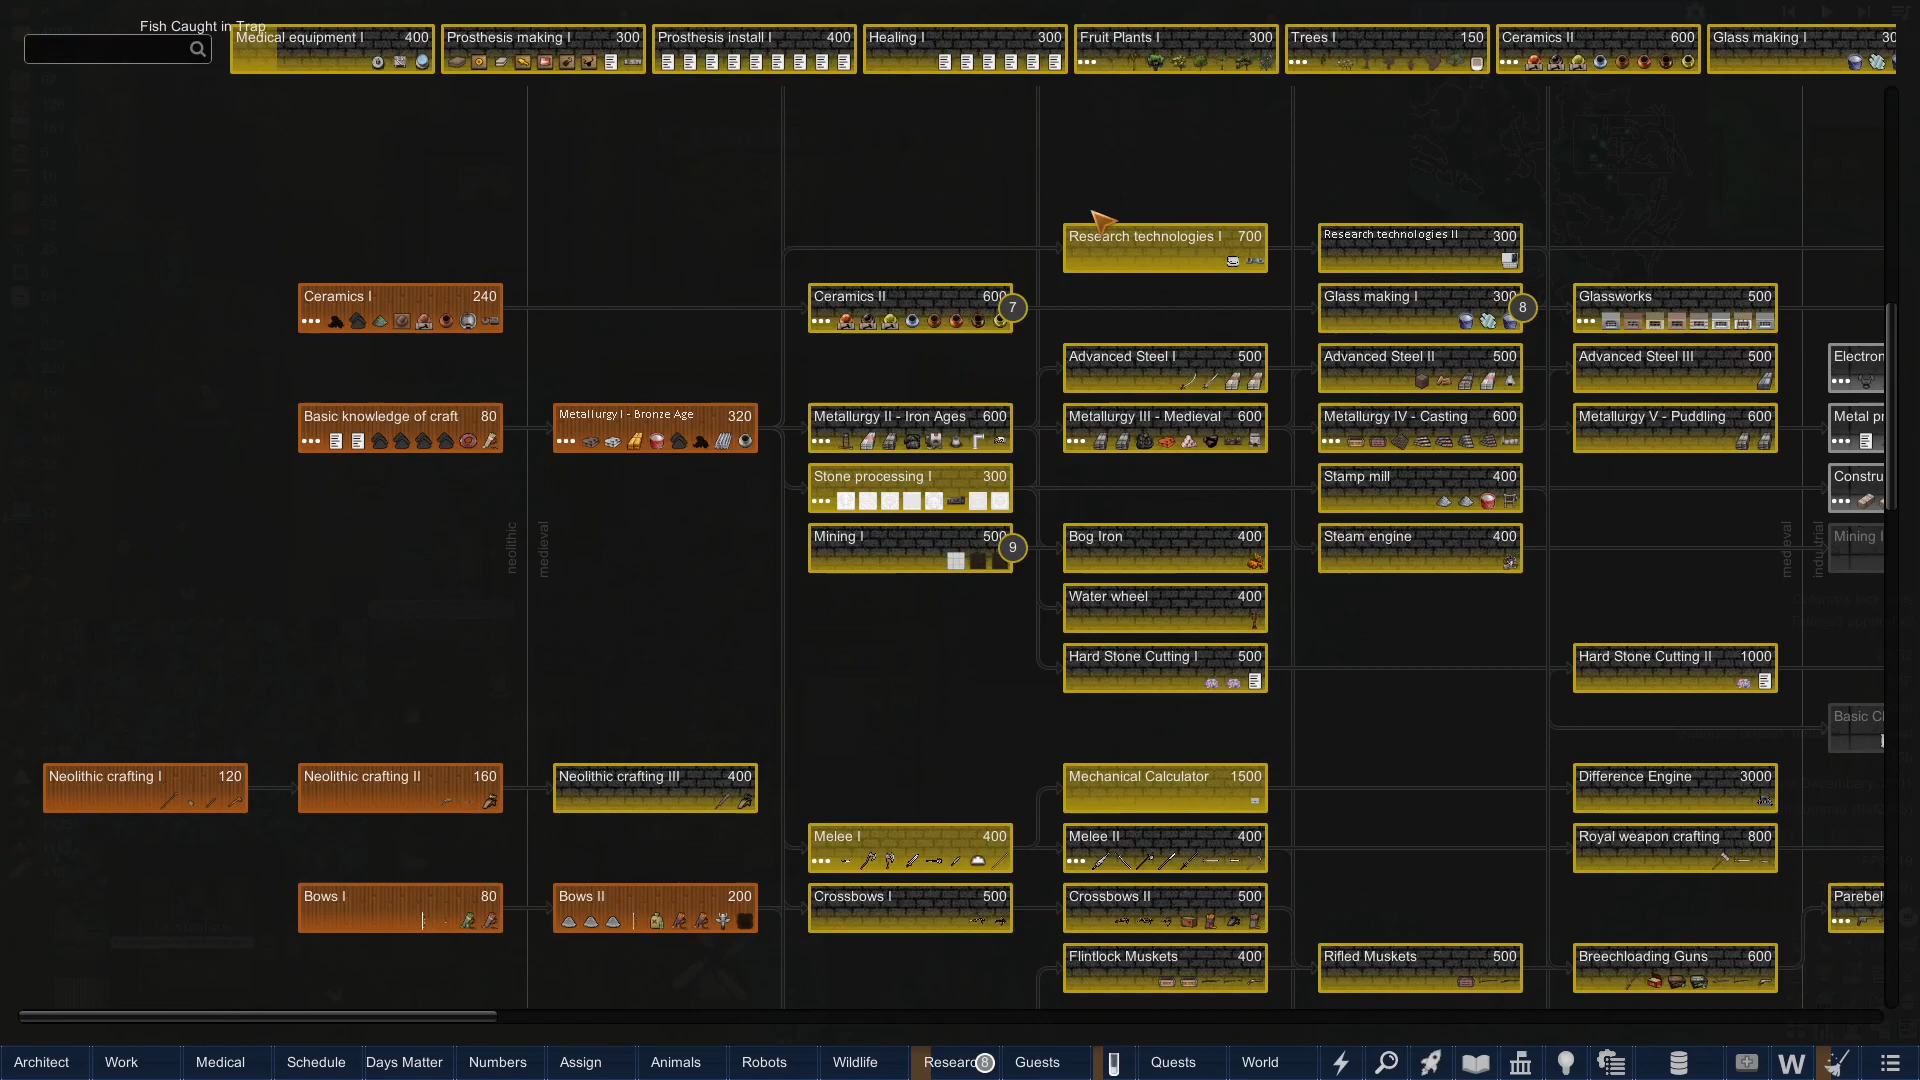 Fish Caught in Trap
Medical equipment I 400
Prosthesis making I 300
Prosthesis install I 400
Healing I 300
Fruit Plants I 300
Trees I 150
Ceramics II 600
Glass making I 30
Research technologies I 700
Research technologies II 300
Ceramics I 240
Ceramics II 600 7
Glass making I 300 8
Glassworks 500
Advanced Steel I 500
Advanced Steel II 500
Advanced Steel III 500
Electron
Basic knowledge of craft 80
Metallurgy I - Bronze Age 320
Metallurgy II - Iron Ages 600
Metallurgy III - Medieval 600
Metallurgy IV - Casting 600
Metallurgy V - Puddling 600
Metal pr
Stone processing I 300
Stamp mill 400
Constru
Mining I 500 9
Bog Iron 400
Steam engine 400
Mining I
neolithic
medieval
medieval
industrial
Water wheel 400
Hard Stone Cutting I 500
Hard Stone Cutting II 1000
Basic C
Neolithic crafting I 120
Neolithic crafting II 160
Neolithic crafting III 400
Mechanical Calculator 1500
Difference Engine 3000
Melee I 400
Melee II 400
Royal weapon crafting 800
Bows I 80
Bows II 200
Crossbows I 500
Crossbows II 500
Parebel
Flintlock Muskets 400
Rifled Muskets 500
Breechloading Guns 600
Architect
Work
Medical
Schedule
Days Matter
Numbers
Assign
Animals
Robots
Wildlife
Researc 8
Guests
Quests
World
W